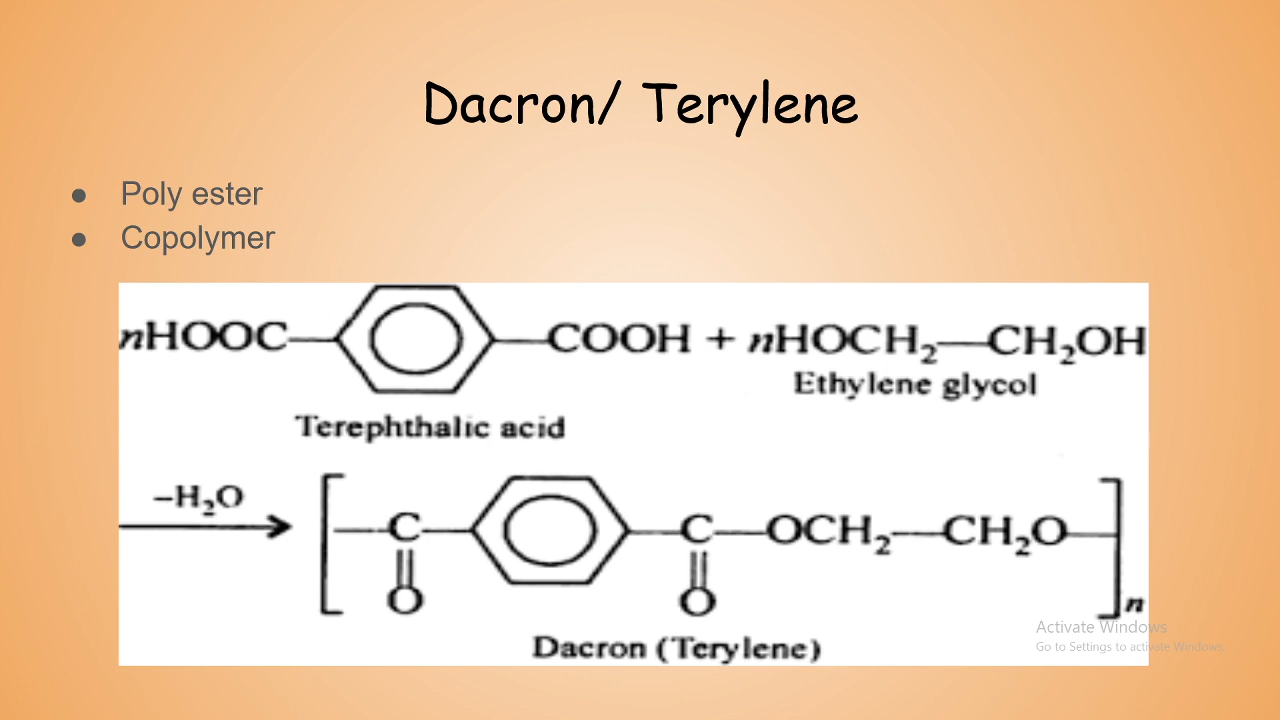 Dacron/ Terylene
● Poly ester
● Copolymer
nHOOC—COOH + nHOCH₂—CH₂OH
Ethylene glycol
Terephthalic acid
–H₂O
[—C—C—OCH₂—CH₂O—]n
O O
Dacron (Terylene)
Activate Windows
Go to Settings to activate Windows.